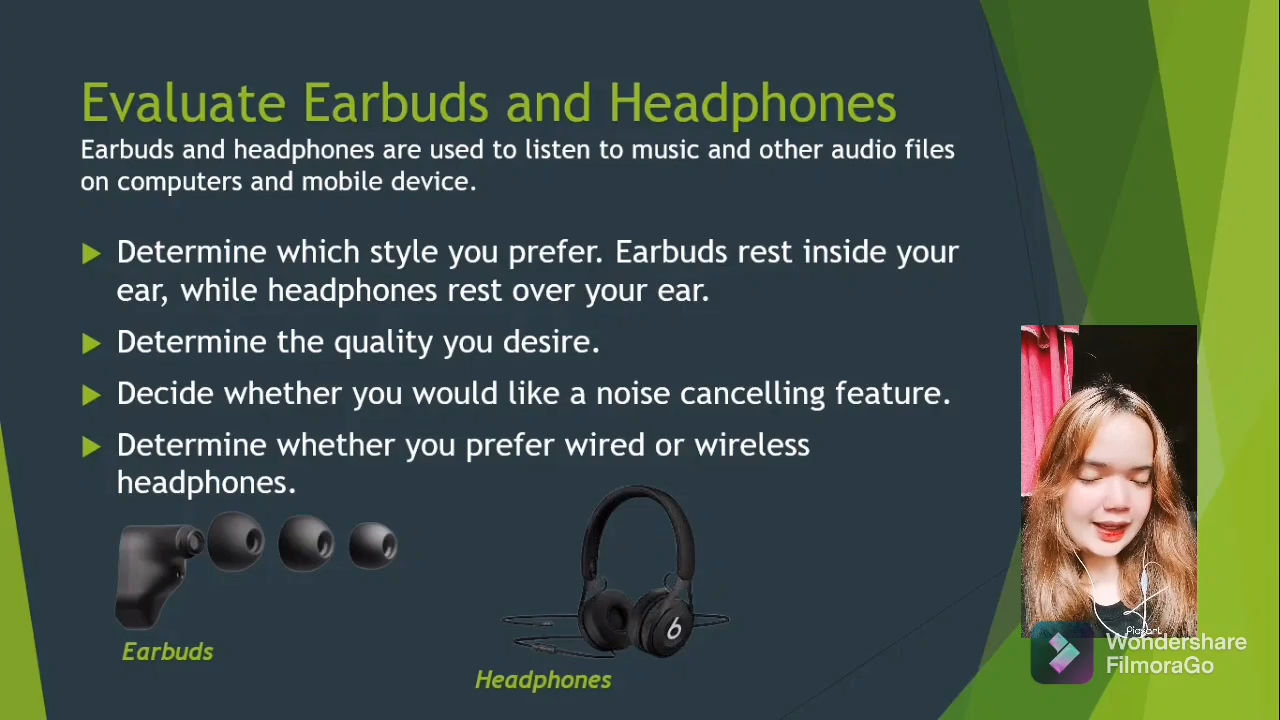 Evaluate Earbuds and Headphones
Earbuds and headphones are used to listen to music and other audio files
on computers and mobile device.
Determine which style you prefer. Earbuds rest inside your
ear, while headphones rest over your ear.
Determine the quality you desire.
Decide whether you would like a noise cancelling feature.
Determine whether you prefer wired or wireless
headphones.
Earbuds
Headphones
Picsart
Wondershare
FilmoraGo